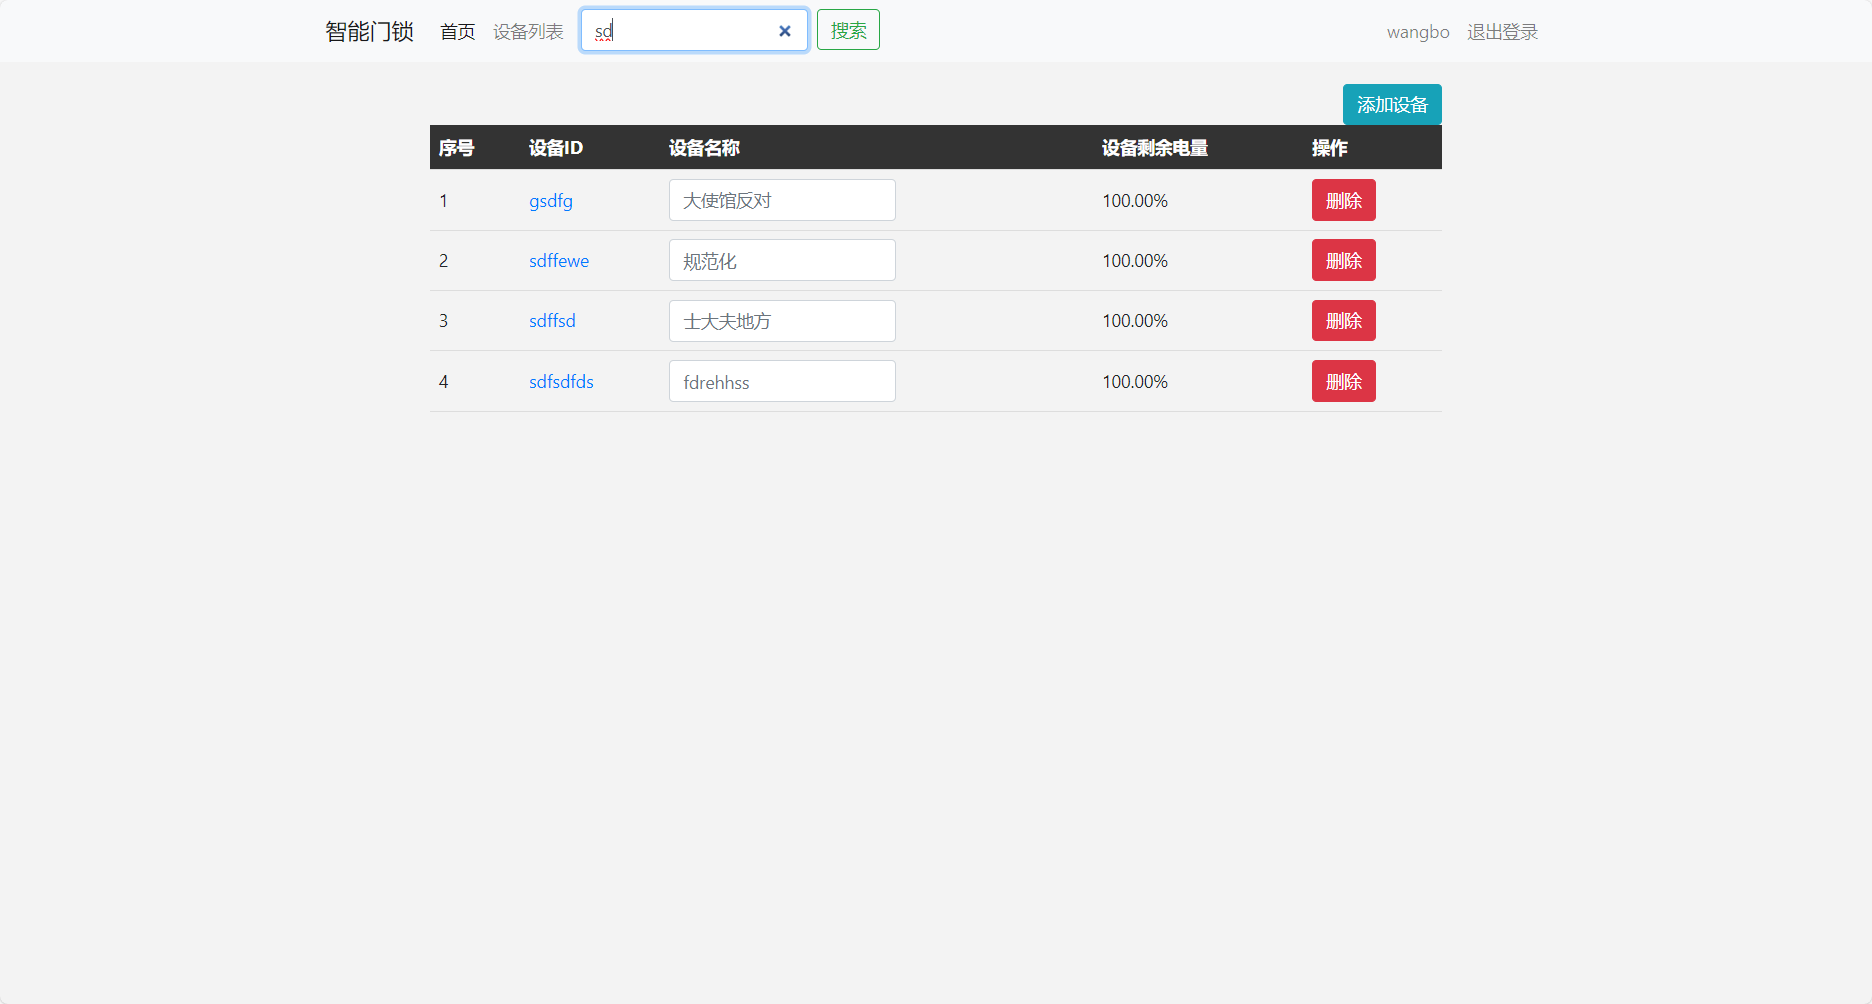 智能门锁 首页 设备列表 sd 搜索 wangbo 退出登录
添加设备
序号 设备ID 设备名称 设备剩余电量 操作
1 gsdfg 大使馆反对 100.00% 删除
2 sdffewe 规范化 100.00% 删除
3 sdffsd 士大夫地方 100.00% 删除
4 sdfsdfds fdrehhss 100.00% 删除